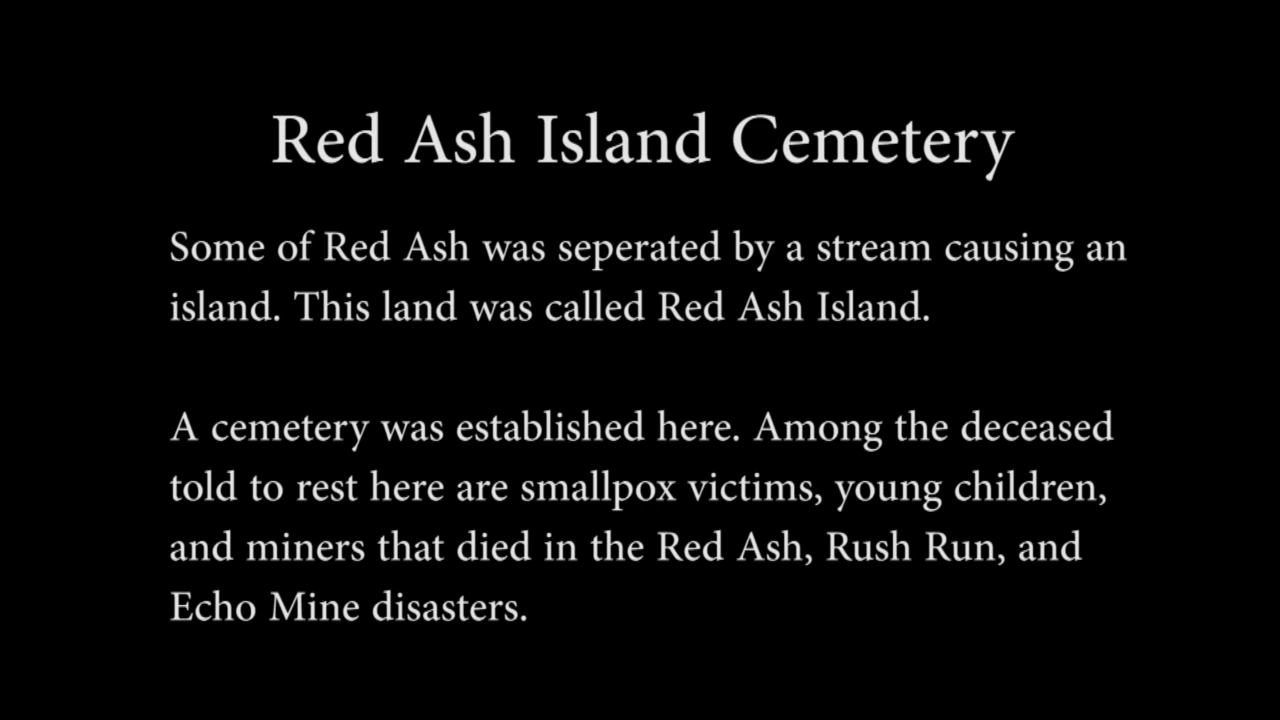 Red Ash Island Cemetery
Some of Red Ash was seperated by a stream causing an
island. This land was called Red Ash Island.
A cemetery was established here. Among the deceased
told to rest here are smallpox victims, young children,
and miners that died in the Red Ash, Rush Run, and
Echo Mine disasters.